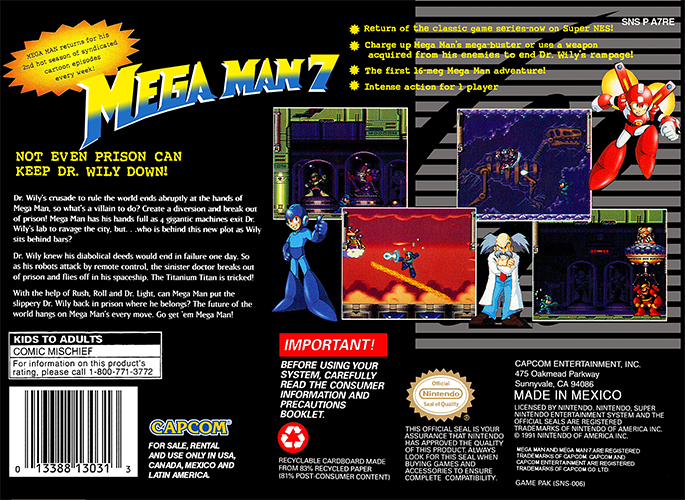 MEGA MAN returns for his
2nd hot season of syndicated
cartoon episodes
every week!
MEGA MAN 7
NOT EVEN PRISON CAN
KEEP DR. WILY DOWN!
Dr. Wily's crusade to rule the world ends abruptly at the hands of
Mega Man, so what's a villain to do? Create a diversion and break out
of prison! Mega Man has his hands full as 4 gigantic machines exit Dr.
Wily's lab to ravage the city, but. . .who is behind this new plot as Wily
sits behind bars?
Dr. Wily knew his diabolical deeds would end in failure one day. So
as his robots attack by remote control, the sinister doctor breaks out
of prison and flies off in his spaceship. The Titanium Titan is tricked!
With the help of Rush, Roll and Dr. Light, can Mega Man put the
slippery Dr. Wily back in prison where he belongs? The future of the
world hangs on Mega Man's every move. Go get 'em Mega Man!
SNS P A7RE
Return of the classic game series-now on Super NES!
Charge up Mega Man's mega-buster or use a weapon
acquired from his enemies to end Dr. Wily's rampage!
The first 16-meg Mega Man adventure!
Intense action for 1 player
KIDS TO ADULTS
COMIC MISCHIEF
For information on this product's
rating, please call 1-800-771-3772
0 13388 13031 3
CAPCOM
FOR SALE, RENTAL
AND USE ONLY IN USA,
CANADA, MEXICO AND
LATIN AMERICA.
IMPORTANT!
BEFORE USING YOUR
SYSTEM, CAREFULLY
READ THE CONSUMER
INFORMATION AND
PRECAUTIONS
BOOKLET.
RECYCLABLE CARDBOARD MADE
FROM 83% RECYCLED PAPER
(81% POST-CONSUMER CONTENT)
Official
Nintendo
Seal of Quality
THIS OFFICIAL SEAL IS YOUR
ASSURANCE THAT NINTENDO
HAS APPROVED THE QUALITY
OF THIS PRODUCT. ALWAYS
LOOK FOR THIS SEAL WHEN
BUYING GAMES AND
ACCESSORIES TO ENSURE
COMPLETE COMPATIBILITY.
CAPCOM ENTERTAINMENT, INC.
475 Oakmead Parkway
Sunnyvale, CA 94086
MADE IN MEXICO
LICENSED BY NINTENDO. NINTENDO, SUPER
NINTENDO ENTERTAINMENT SYSTEM AND THE
OFFICIAL SEALS ARE REGISTERED
TRADEMARKS OF NINTENDO OF AMERICA INC.
© 1991 NINTENDO OF AMERICA INC.
MEGA MAN AND MEGA MAN 7 ARE REGISTERED
TRADEMARKS OF CAPCOM. CAPCOM AND
CAPCOM ENTERTAINMENT ARE REGISTERED
TRADEMARKS OF CAPCOM CO. LTD.
GAME PAK (SNS-006)